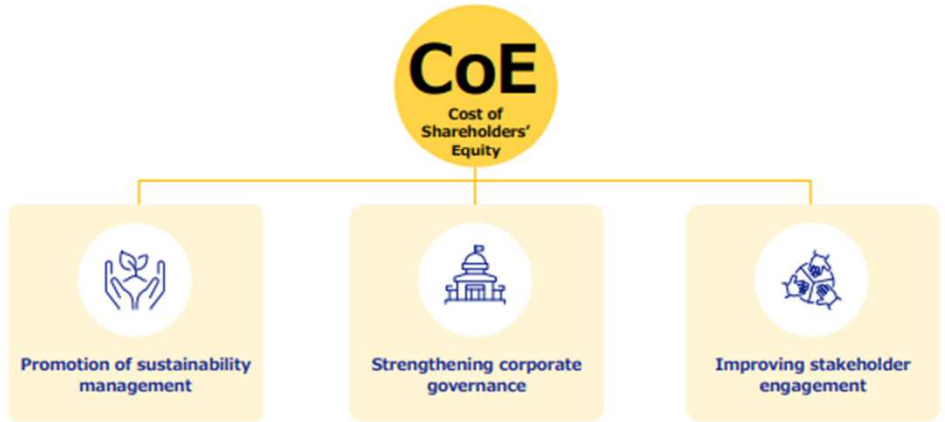 CoE
Cost of
Shareholders’
Equity
Promotion of sustainability
management
Strengthening corporate
governance
Improving stakeholder
engagement